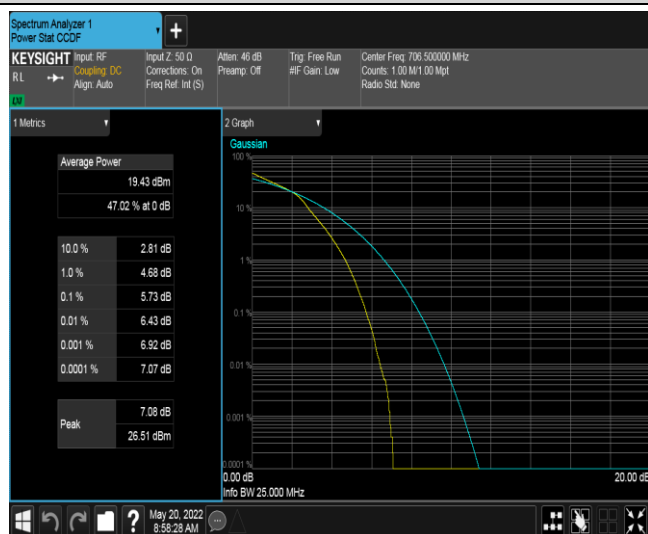 Spectrum Analyzer 1
Power Stat CCDF
KEYSIGHT
RL
LXI
Input: RF
Coupling: DC
Align: Auto
Input Z: 50 Ω
Corrections: On
Freq Ref: Int (S)
Atten: 46 dB
Preamp: Off
Trig: Free Run
#IF Gain: Low
Center Freq: 706.500000 MHz
Counts: 1.00 M/1.00 Mpt
Radio Std: None
1 Metrics
Average Power
19.43 dBm
47.02 % at 0 dB
10.0 % 2.81 dB
1.0 % 4.68 dB
0.1 % 5.73 dB
0.01 % 6.43 dB
0.001 % 6.92 dB
0.0001 % 7.07 dB
Peak
7.08 dB
26.51 dBm
2 Graph
Gaussian
100 %
10 %
1 %
0.1 %
0.01 %
0.001 %
0.0001 %
0.00 dB 20.00 dB
Info BW 25.000 MHz
May 20, 2022
8:58:28 AM